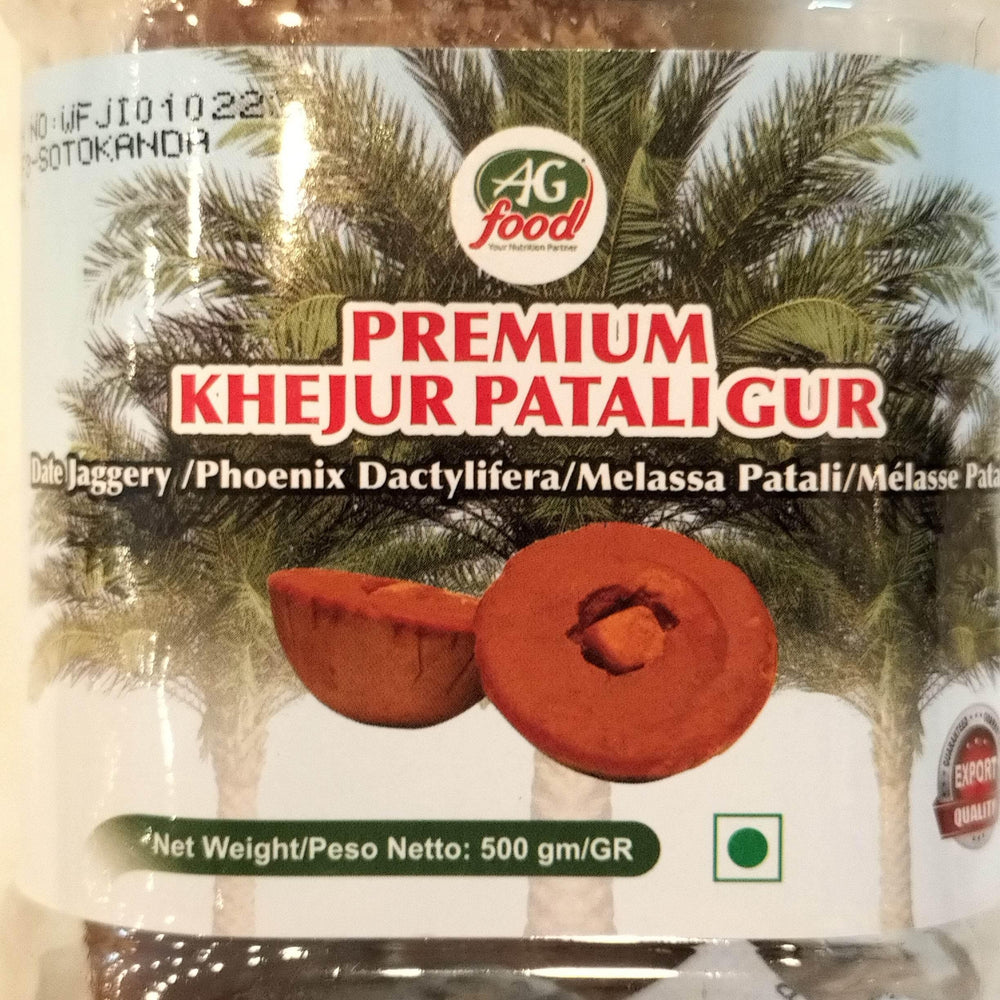 NO:WFJI01022
-SOTOKANDA
AG
food
Your Nutrition Partner
PREMIUM
KHEJUR PATALI GUR
Date Jaggery /Phoenix Dactylifera/Melassa Patali/Mélasse Pata
Net Weight/Peso Netto: 500 gm/GR
GUARANTEED
EXPORT
QUALITY